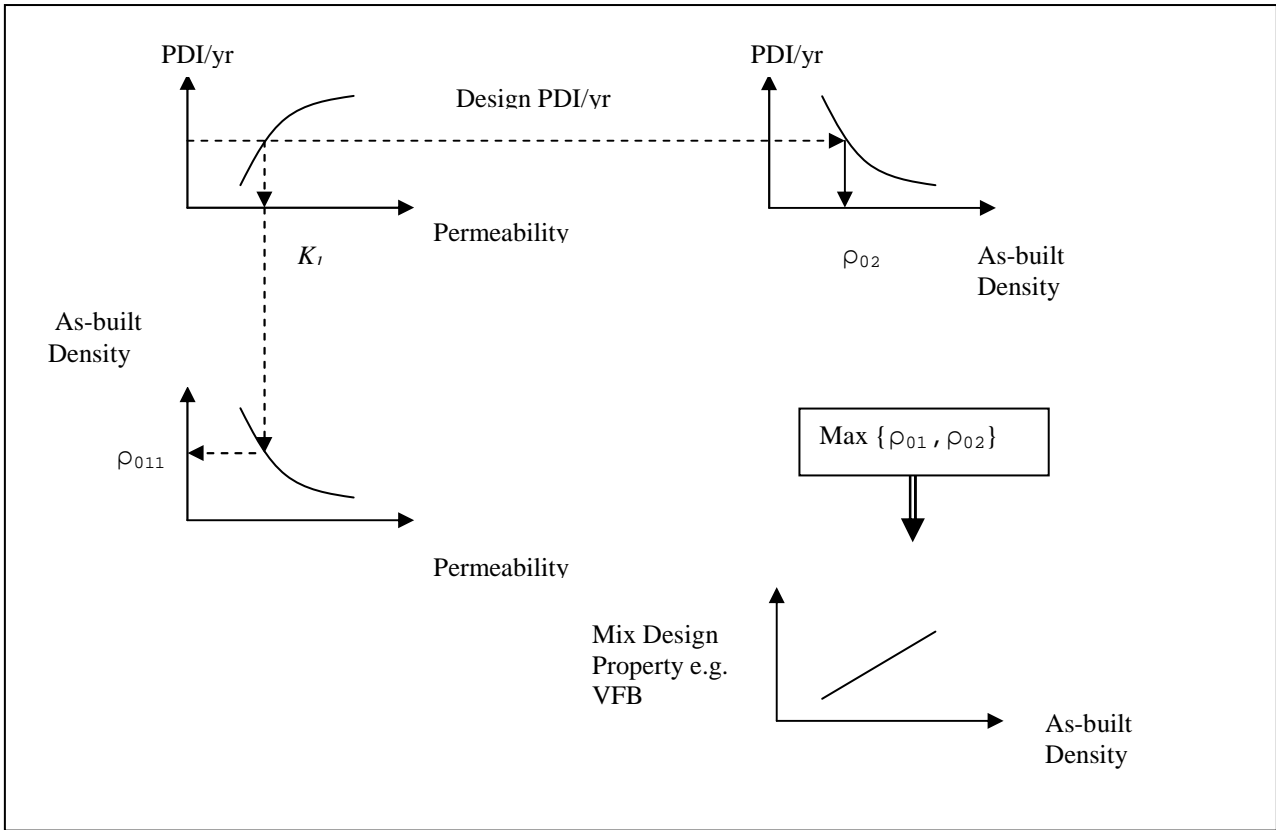 PDI/yr
Design PDI/yr
PDI/yr
Permeability
K₁
ρ₀₂
As-built
Density
As-built
Density
ρ₀₁₁
Permeability
Max {ρ₀₁ , ρ₀₂}
Mix Design
Property e.g.
VFB
As-built
Density